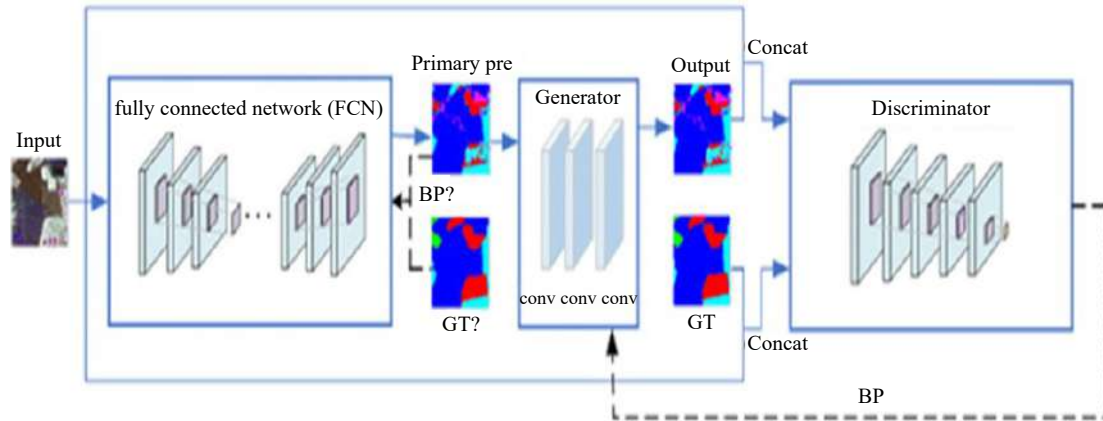 Concat
Primary pre
Output
fully connected network (FCN)
Generator
Discriminator
Input
BP?
conv conv conv
GT?
GT
Concat
BP